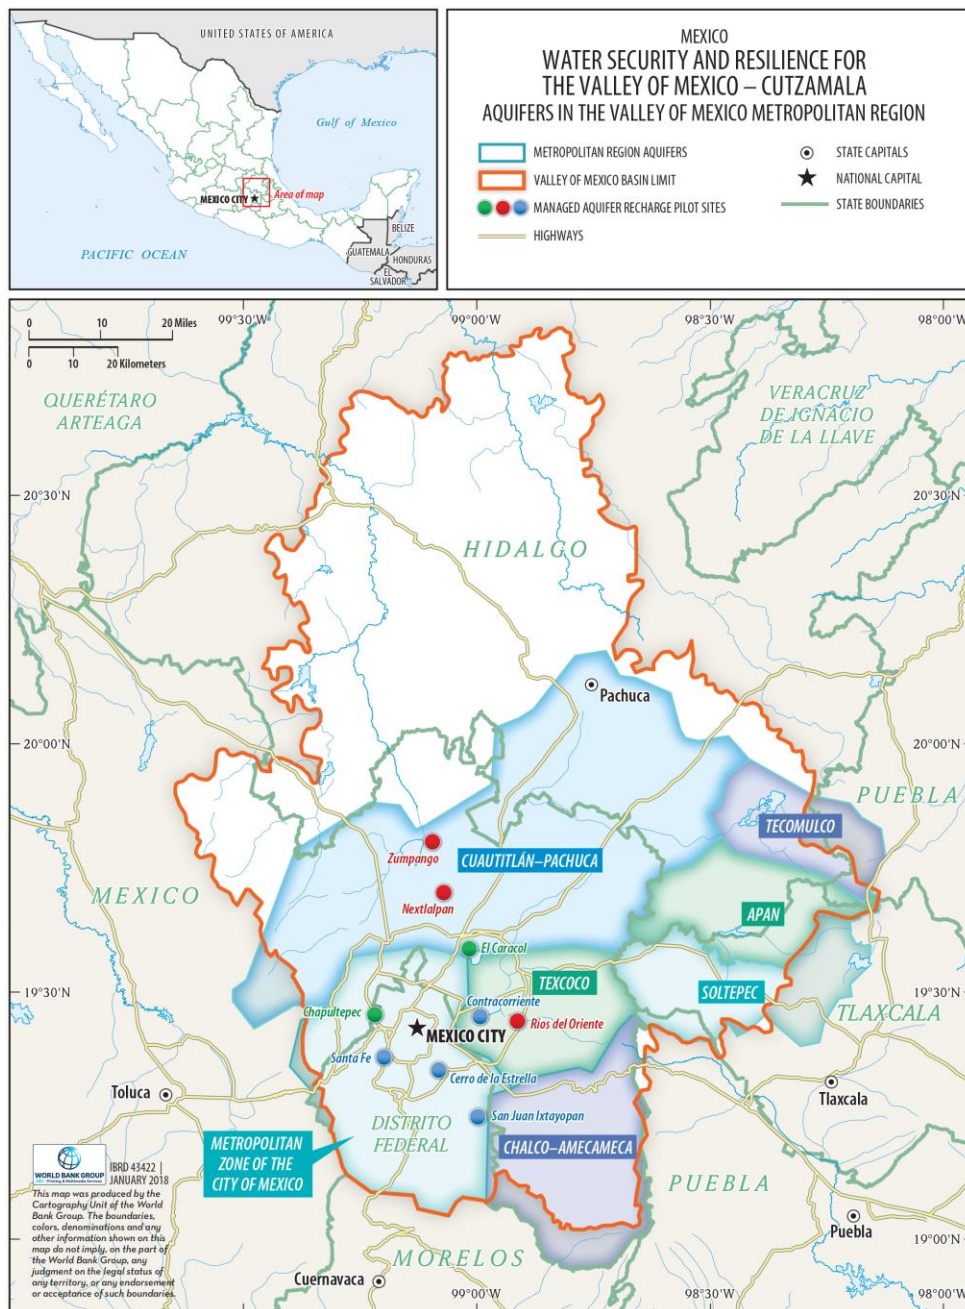 UNITED STATES OF AMERICA
Gulf of Mexico
MEXICO CITY
Area of map
PACIFIC OCEAN
BELIZE
GUATEMALA
HONDURAS
EL
SALVADOR
MEXICO
WATER SECURITY AND RESILIENCE FOR
THE VALLEY OF MEXICO – CUTZAMALA
AQUIFERS IN THE VALLEY OF MEXICO METROPOLITAN REGION
METROPOLITAN REGION AQUIFERS
VALLEY OF MEXICO BASIN LIMIT
MANAGED AQUIFER RECHARGE PILOT SITES
HIGHWAYS
STATE CAPITALS
NATIONAL CAPITAL
STATE BOUNDARIES
99°30'W
99°00'W
98°30'W
98°00'W
0 10 20 Miles
0 10 20 Kilometers
QUERÉTARO
ARTEAGA
VERACRUZ
DE IGNACIO
DE LA LLAVE
20°30'N
20°30'N
HIDALGO
Pachuca
20°00'N
20°00'N
PUEBLA
TECOMULCO
Zumpango
CUAUTITLÁN–PACHUCA
MEXICO
Nextlalpan
APAN
El Caracol
TEXCOCO
SOLTEPEC
19°30'N
19°30'N
Chapultepec
Contracorriente
TLAXCALA
MEXICO CITY
Ríos del Oriente
Santa Fe
Cerro de la Estrella
Toluca
Tlaxcala
San Juan Ixtayopan
DISTRITO
FEDERAL
METROPOLITAN
ZONE OF THE
CITY OF MEXICO
CHALCO–AMECAMECA
PUEBLA
Puebla
19°00'N
MORELOS
Cuernavaca
WORLD BANK GROUP
IBRD 43422 |
JANUARY 2018
This map was produced by the
Cartography Unit of the World
Bank Group. The boundaries,
colors, denominations and any
other information shown on this
map do not imply, on the part of
the World Bank Group, any
judgment on the legal status of
any territory, or any endorsement
or acceptance of such boundaries.
99°00'W
98°30'W
98°00'W